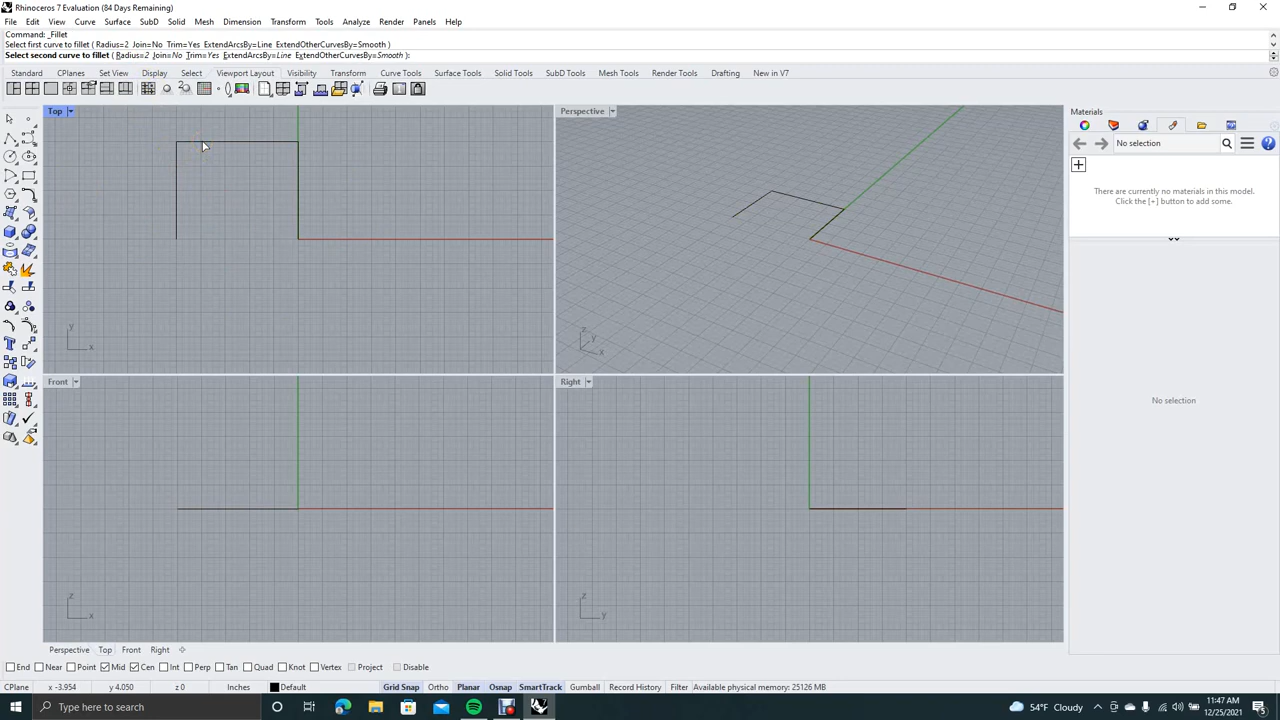 Rhinoceros 7 Evaluation (84 Days Remaining)
File Edit View Curve Surface SubD Solid Mesh Dimension Transform Tools Analyze Render Panels Help
Command: _Fillet
Select first curve to fillet ( Radius=2 Join=No Trim=Yes ExtendArcsBy=Line ExtendOtherCurvesBy=Smooth )
Select second curve to fillet ( Radius=2 Join=No Trim=Yes ExtendArcsBy=Line ExtendOtherCurvesBy=Smooth ):
Standard CPlanes Set View Display Select Viewport Layout Visibility Transform Curve Tools Surface Tools Solid Tools SubD Tools Mesh Tools Render Tools Drafting New in V7
Top
Perspective
Materials
No selection
There are currently no materials in this model.
Click the [+] button to add some.
y
x
z
y
x
Front
Right
No selection
z
x
z
y
Perspective Top Front Right
End Near Point Mid Cen Int Perp Tan Quad Knot Vertex Project Disable
CPlane x -3.954 y 4.050 z 0 Inches Default Grid Snap Ortho Planar Osnap SmartTrack Gumball Record History Filter Available physical memory: 25126 MB
Type here to search
54°F Cloudy
11:47 AM
12/25/2021